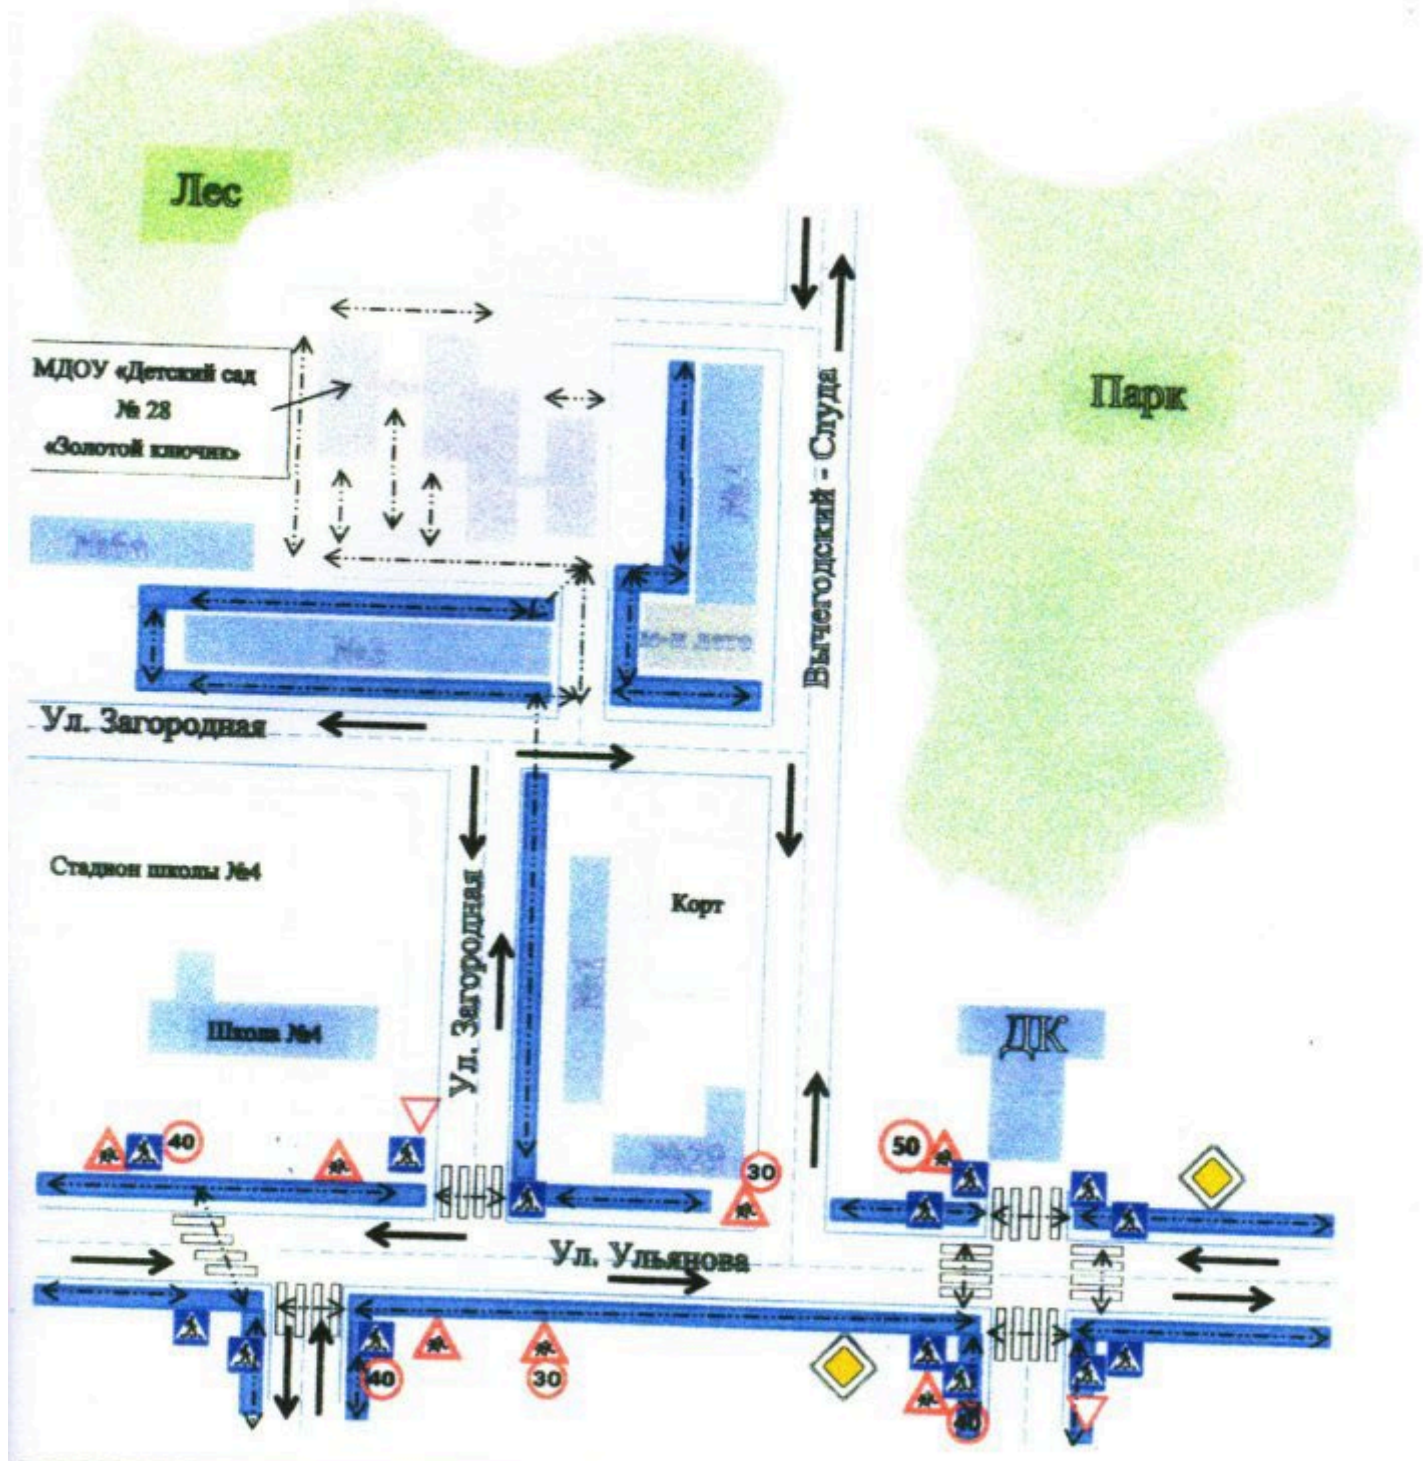 Лес
МДОУ «Детский сад
№ 28
«Золотой ключик»
Парк
Вычегодский - Слуда
№3
Ул. Загородная
Стадион школы №4
Ул. Загородная
Корт
Школа №4
ДК
40
50
30
Ул. Ульянова
40
30
40